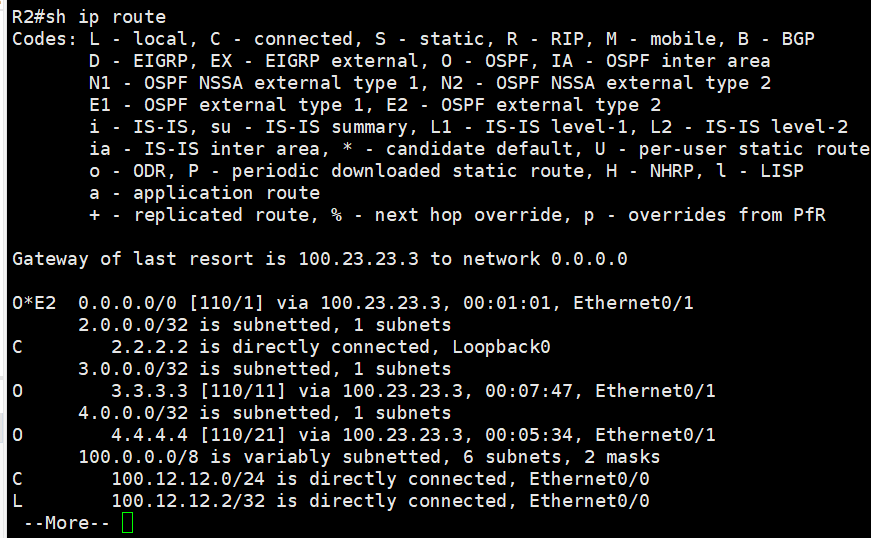 R2#sh ip route
Codes: L - local, C - connected, S - static, R - RIP, M - mobile, B - BGP
       D - EIGRP, EX - EIGRP external, O - OSPF, IA - OSPF inter area
       N1 - OSPF NSSA external type 1, N2 - OSPF NSSA external type 2
       E1 - OSPF external type 1, E2 - OSPF external type 2
       i - IS-IS, su - IS-IS summary, L1 - IS-IS level-1, L2 - IS-IS level-2
       ia - IS-IS inter area, * - candidate default, U - per-user static route
       o - ODR, P - periodic downloaded static route, H - NHRP, l - LISP
       a - application route
       + - replicated route, % - next hop override, p - overrides from PfR

Gateway of last resort is 100.23.23.3 to network 0.0.0.0

O*E2  0.0.0.0/0 [110/1] via 100.23.23.3, 00:01:01, Ethernet0/1
      2.0.0.0/32 is subnetted, 1 subnets
C        2.2.2.2 is directly connected, Loopback0
      3.0.0.0/32 is subnetted, 1 subnets
O        3.3.3.3 [110/11] via 100.23.23.3, 00:07:47, Ethernet0/1
      4.0.0.0/32 is subnetted, 1 subnets
O        4.4.4.4 [110/21] via 100.23.23.3, 00:05:34, Ethernet0/1
      100.0.0.0/8 is variably subnetted, 6 subnets, 2 masks
C        100.12.12.0/24 is directly connected, Ethernet0/0
L        100.12.12.2/32 is directly connected, Ethernet0/0
 --More--